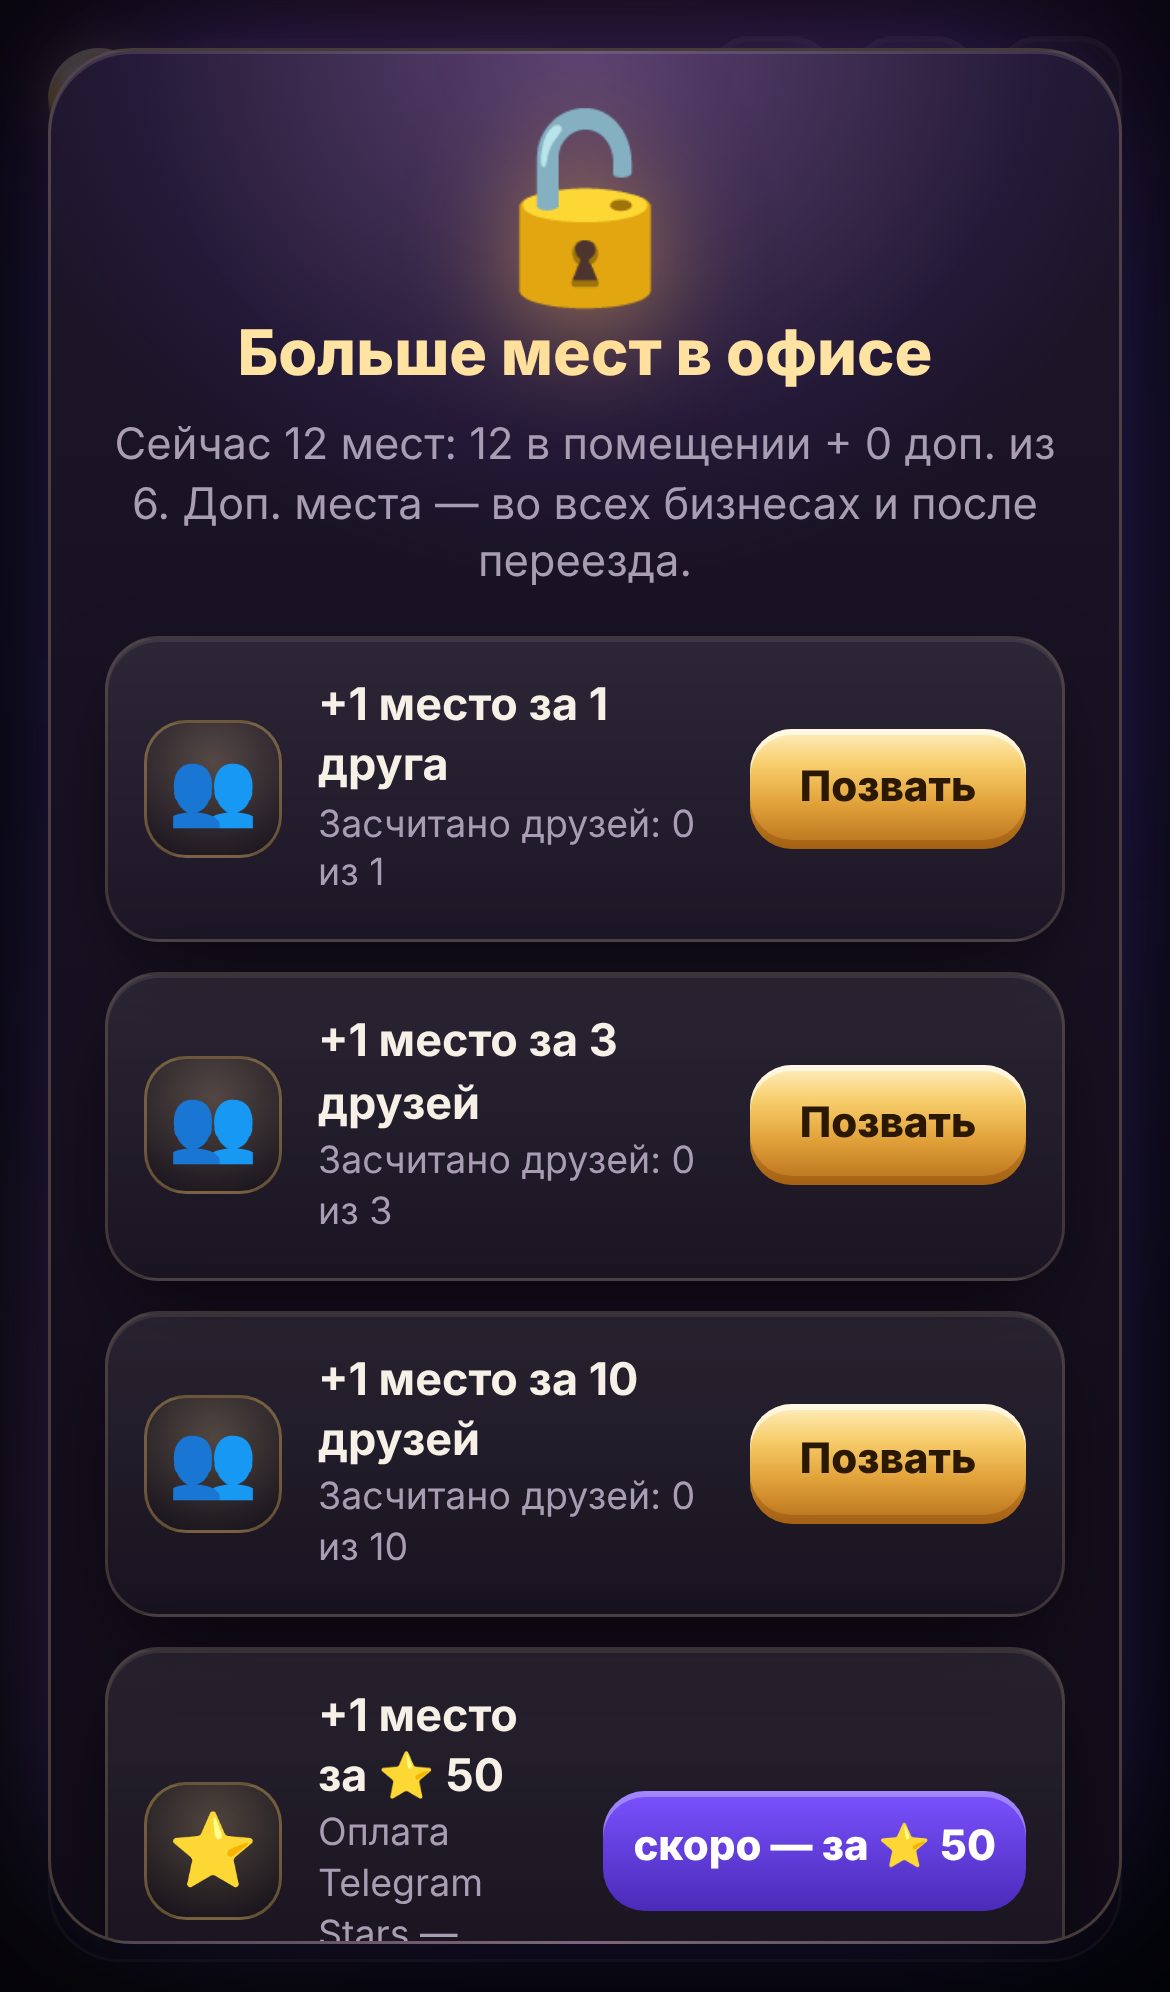 Больше мест в офисе
Сейчас 12 мест: 12 в помещении + 0 доп. из
6. Доп. места — во всех бизнесах и после
переезда.
+1 место за 1
друга
Засчитано друзей: 0
из 1
Позвать
+1 место за 3
друзей
Засчитано друзей: 0
из 3
Позвать
+1 место за 10
друзей
Засчитано друзей: 0
из 10
Позвать
+1 место
за ⭐ 50
Оплата
Telegram
Stars —
скоро — за ⭐ 50